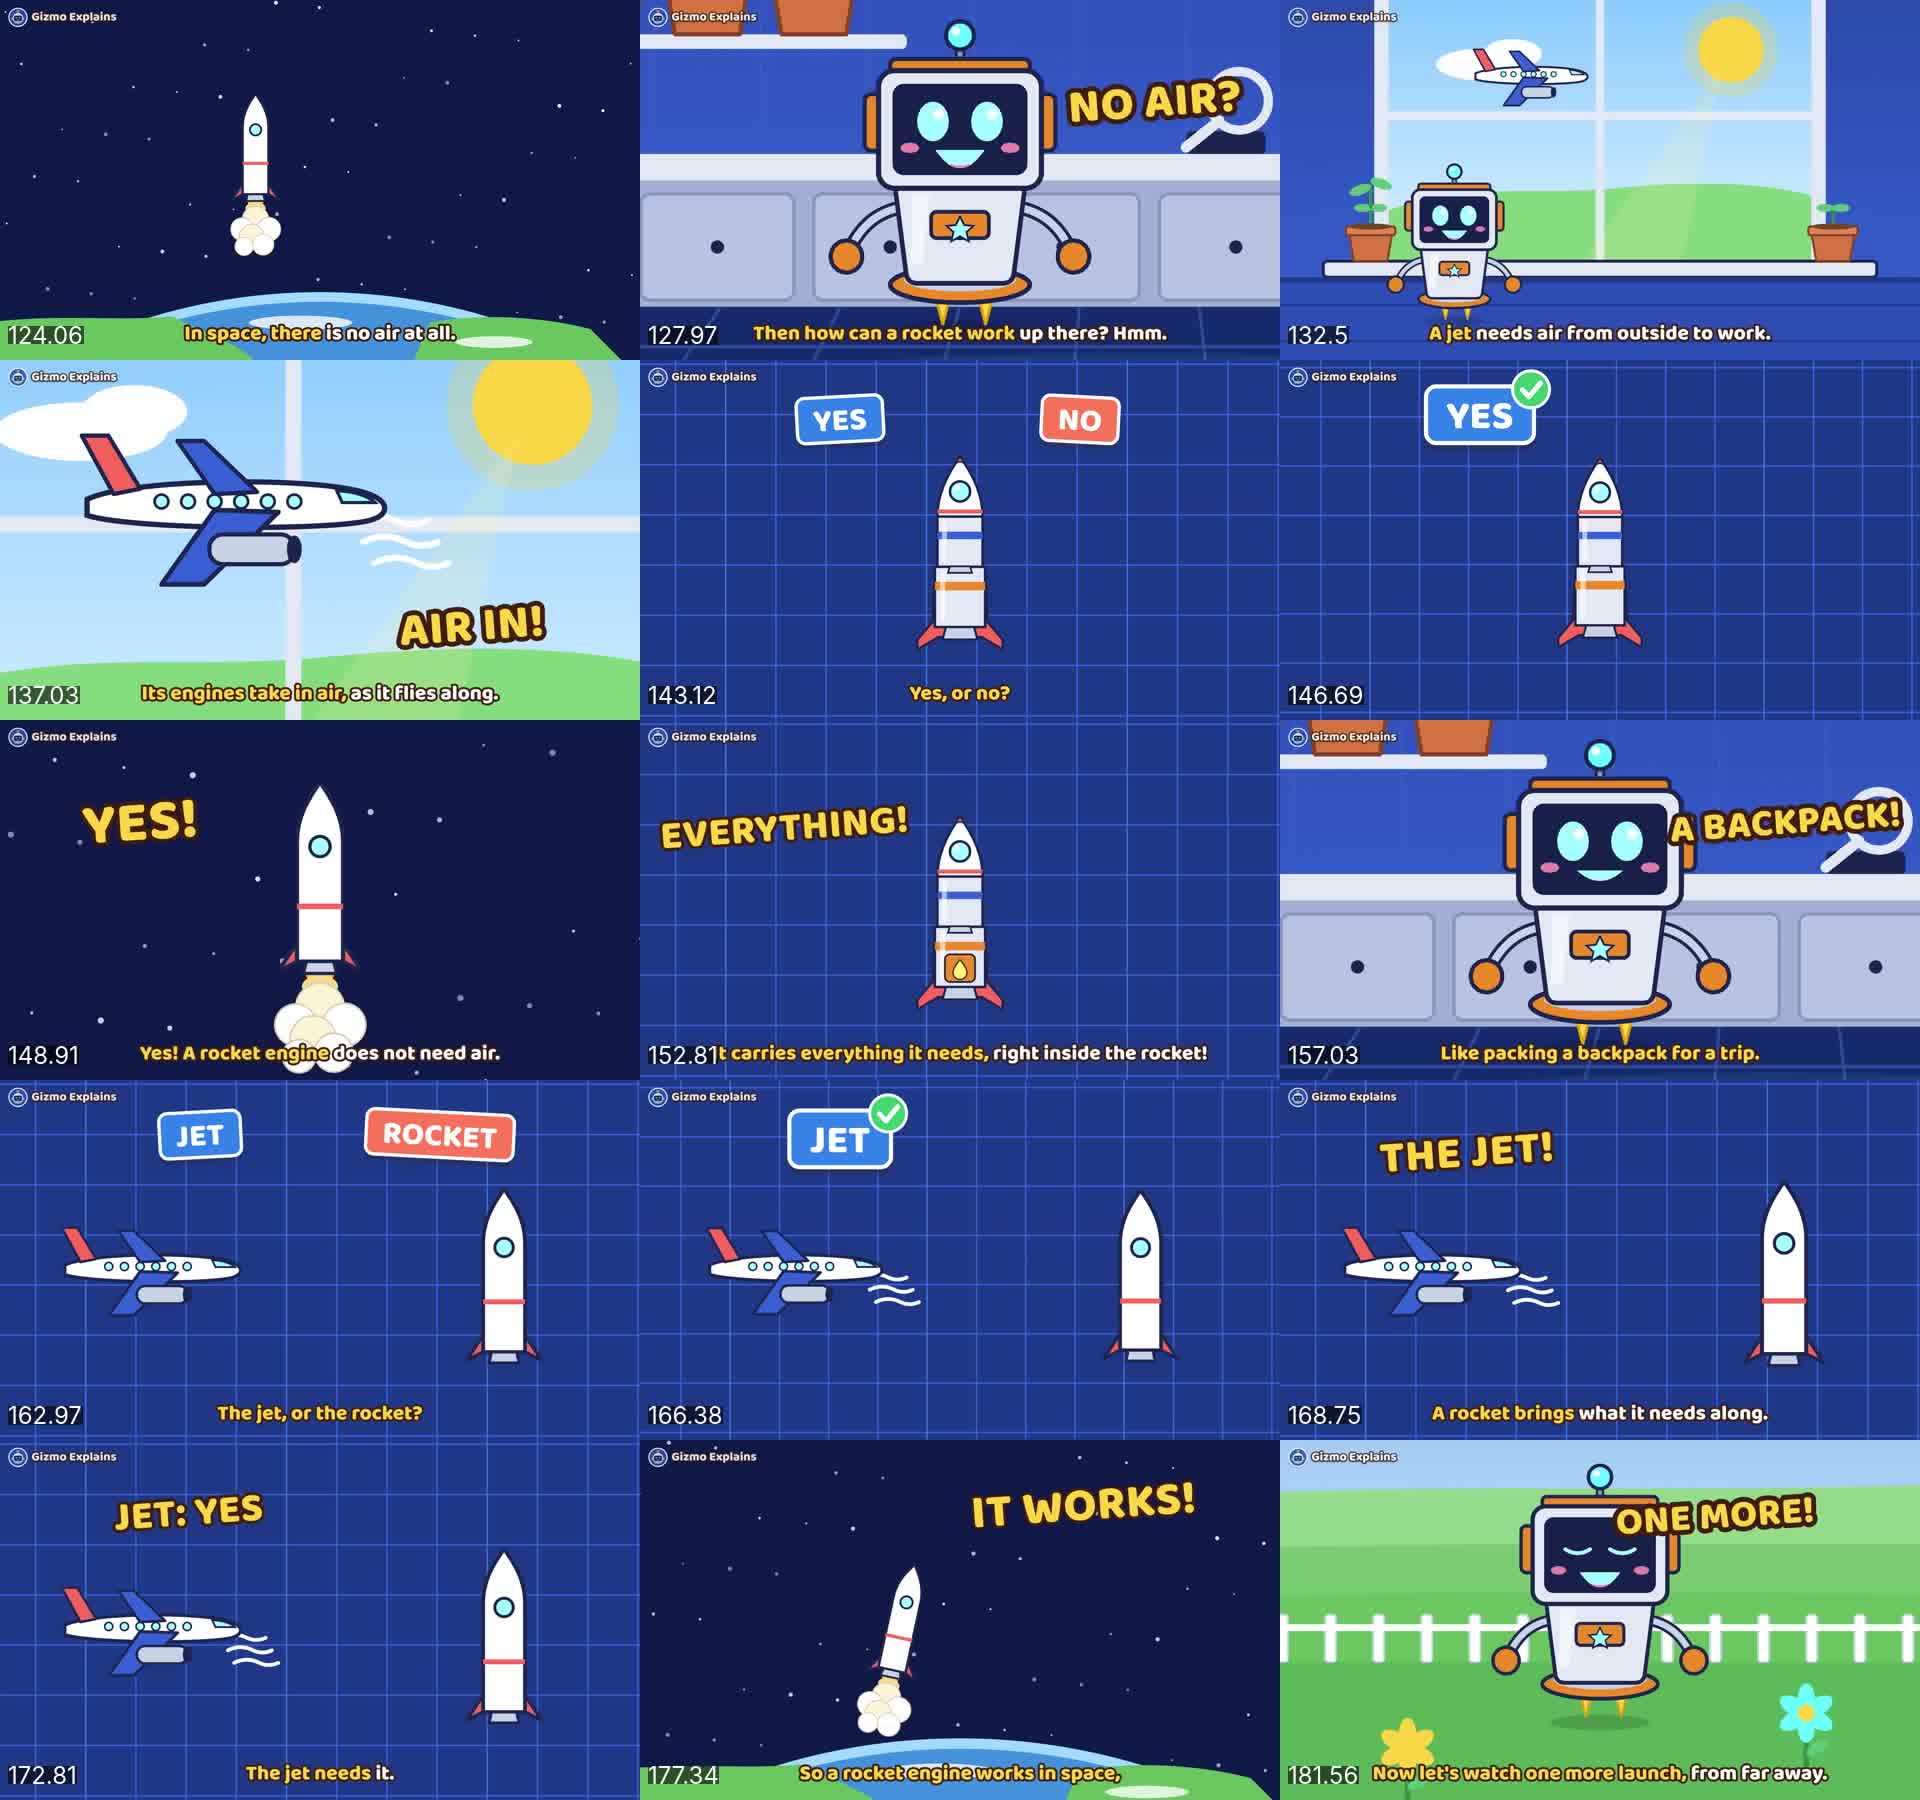 Gizmo Explains
124.06
In space, there is no air at all.
Gizmo Explains
NO AIR?
127.97
Then how can a rocket work up there? Hmm.
Gizmo Explains
132.5
A jet needs air from outside to work.
Gizmo Explains
AIR IN!
137.03
Its engines take in air, as it flies along.
Gizmo Explains
YES
NO
143.12
Yes, or no?
Gizmo Explains
YES
146.69
Gizmo Explains
YES!
148.91
Yes! A rocket engine does not need air.
Gizmo Explains
EVERYTHING!
152.81
It carries everything it needs, right inside the rocket!
Gizmo Explains
A BACKPACK!
157.03
Like packing a backpack for a trip.
Gizmo Explains
JET
ROCKET
162.97
The jet, or the rocket?
Gizmo Explains
JET
166.38
Gizmo Explains
THE JET!
168.75
A rocket brings what it needs along.
Gizmo Explains
JET: YES
172.81
The jet needs it.
Gizmo Explains
IT WORKS!
177.34
So a rocket engine works in space,
Gizmo Explains
ONE MORE!
181.56
Now let's watch one more launch, from far away.